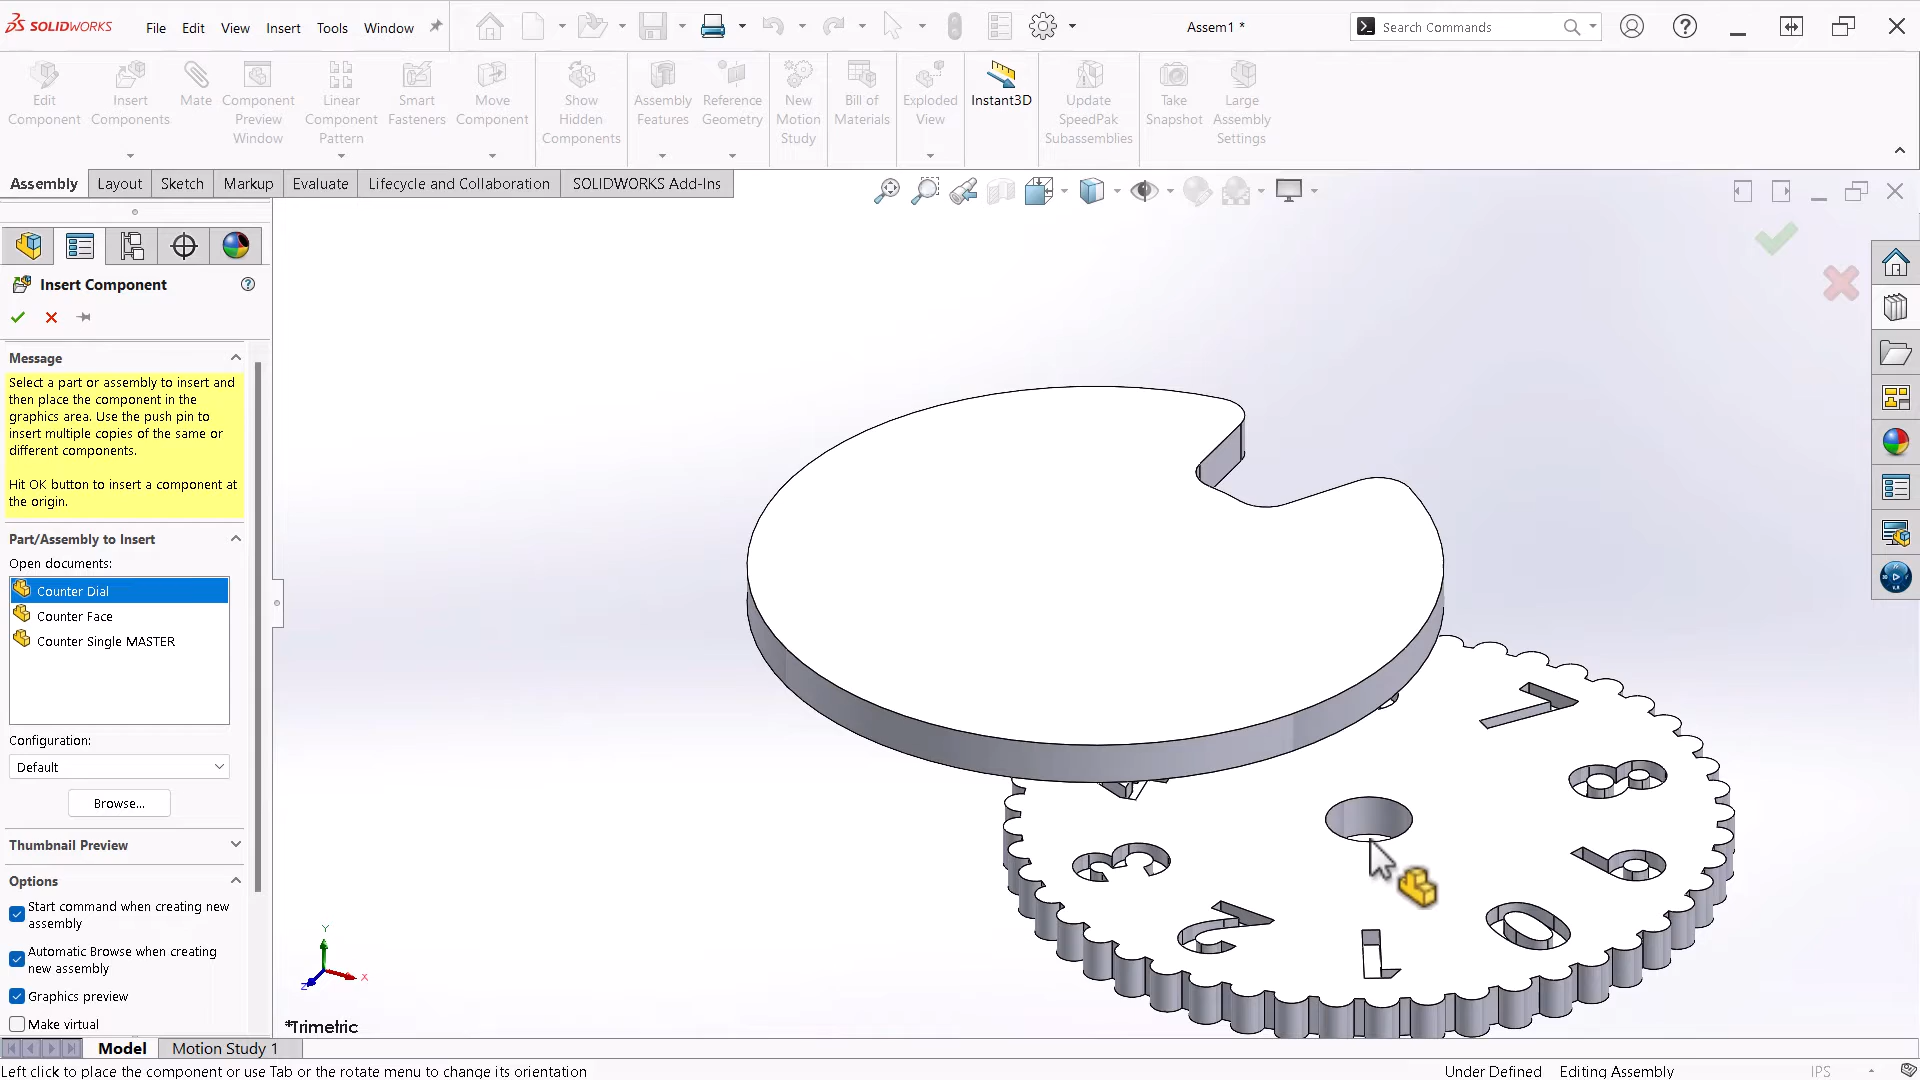 SOLIDWORKS
File Edit View Insert Tools Window
Assem1 *
Search Commands
Edit Component
Insert Components
Mate
Component Preview Window
Linear Component Pattern
Smart Fasteners
Move Component
Show Hidden Components
Assembly Features
Reference Geometry
New Motion Study
Bill of Materials
Exploded View
Instant3D
Update SpeedPak Subassemblies
Take Snapshot
Large Assembly Settings
Assembly Layout Sketch Markup Evaluate Lifecycle and Collaboration SOLIDWORKS Add-Ins
Insert Component
Message
Select a part or assembly to insert and
then place the component in the
graphics area. Use the push pin to
insert multiple copies of the same or
different components.
Hit OK button to insert a component at
the origin.
Part/Assembly to Insert
Open documents:
Counter Dial
Counter Face
Counter Single MASTER
Configuration:
Default
Browse...
Thumbnail Preview
Options
Start command when creating new
assembly
Automatic Browse when creating
new assembly
Graphics preview
Make virtual
7
8
9
0
1
2
3
Y
X
Z
*Trimetric
Model Motion Study 1
Left click to place the component or use Tab or the rotate menu to change its orientation
Under Defined Editing Assembly IPS